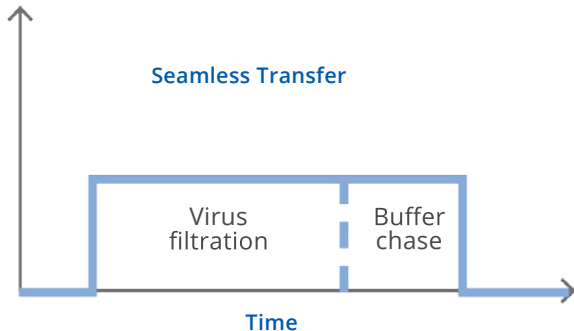 Seamless Transfer
Virus
filtration
Buffer
chase
Time